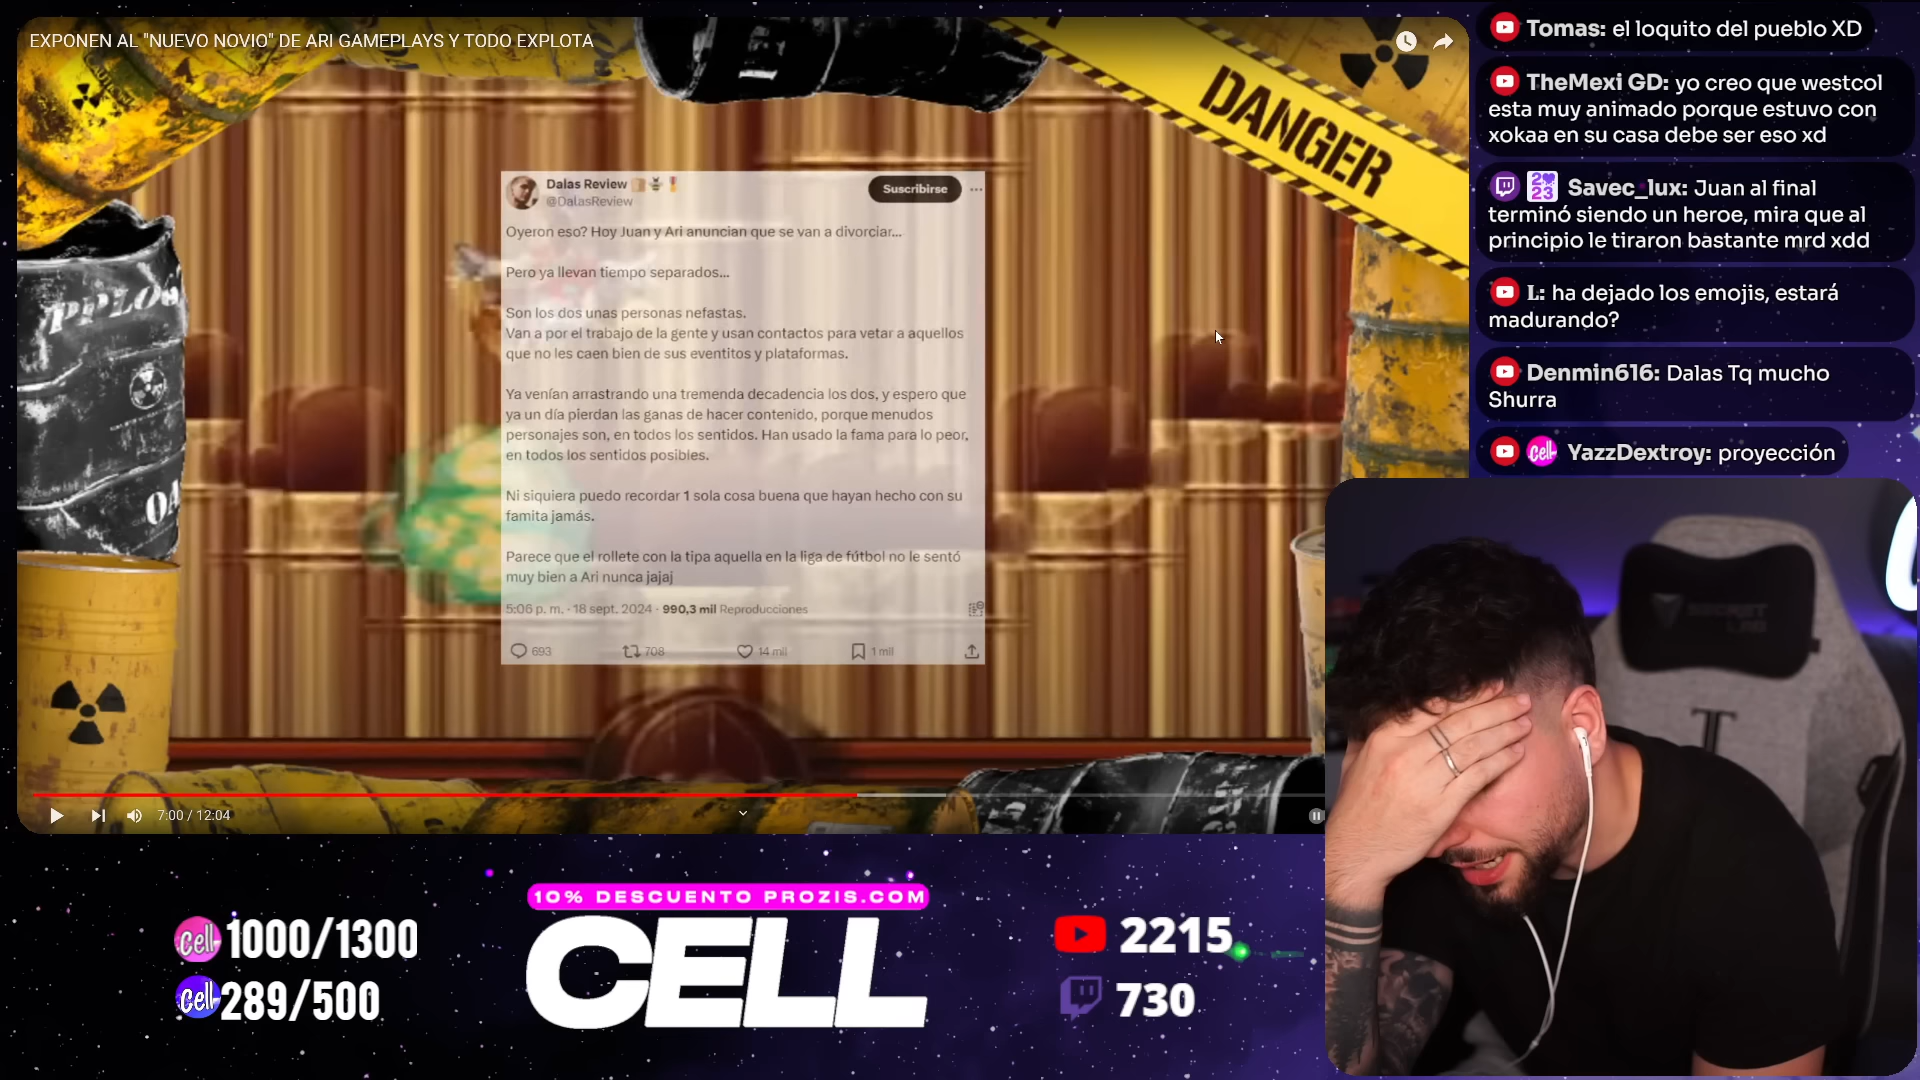 EXPONEN AL "NUEVO NOVIO" DE ARI GAMEPLAYS Y TODO EXPLOTA
DANGER
Dalas Review
@DalasReview
Suscribirse
Oyeron eso? Hoy Juan y Ari anuncian que se van a divorciar...
Pero ya llevan tiempo separados...
Son los dos unas personas nefastas.
Van a por el trabajo de la gente y usan contactos para vetar a aquellos
que no les caen bien de sus eventitos y plataformas.
Ya venían arrastrando una tremenda decadencia los dos, y espero que
ya un día pierdan las ganas de hacer contenido, porque menudos
personajes son, en todos los sentidos. Han usado la fama para lo peor,
en todos los sentidos posibles.
Ni siquiera puedo recordar 1 sola cosa buena que hayan hecho con su
famita jamás.
Parece que el rollete con la tipa aquella en la liga de fútbol no le sentó
muy bien a Ari nunca jajaj
5:06 p. m. · 18 sept. 2024 · 990,3 mil Reproducciones
693 708 14 mil 1 mil
7:00 / 12:04
Tomas: el loquito del pueblo XD
TheMexi GD: yo creo que westcol
esta muy animado porque estuvo con
xokaa en su casa debe ser eso xd
2023 Savec_lux: Juan al final
terminó siendo un heroe, mira que al
principio le tiraron bastante mrd xdd
L: ha dejado los emojis, estará
madurando?
Denmin616: Dalas Tq mucho
Shurra
Cell YazzDextroy: proyección
Cell 1000/1300
Cell 289/500
10% DESCUENTO PROZIS.COM
CELL
2215
730